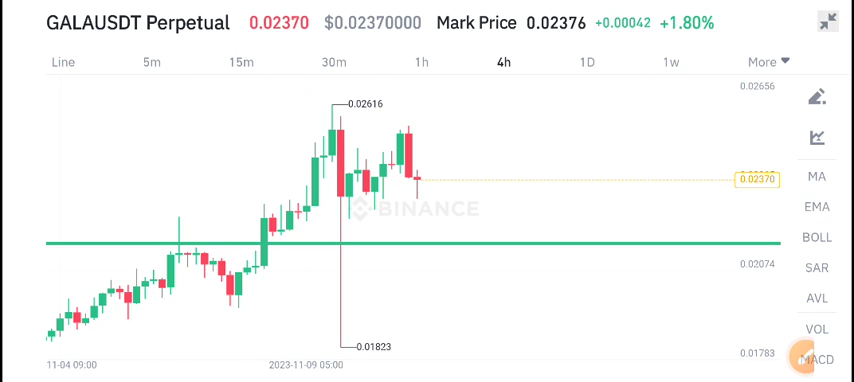 GALAUSDT Perpetual 0.02370 $0.02370000 Mark Price 0.02376 +0.00042 +1.80%
Line 5m 15m 30m 1h 4h 1D 1w More
0.02656
0.02616
MA
0.02370
EMA
BINANCE
BOLL
0.02074
SAR
AVL
VOL
0.01823
0.01783
MACD
11-04 09:00 2023-11-09 05:00